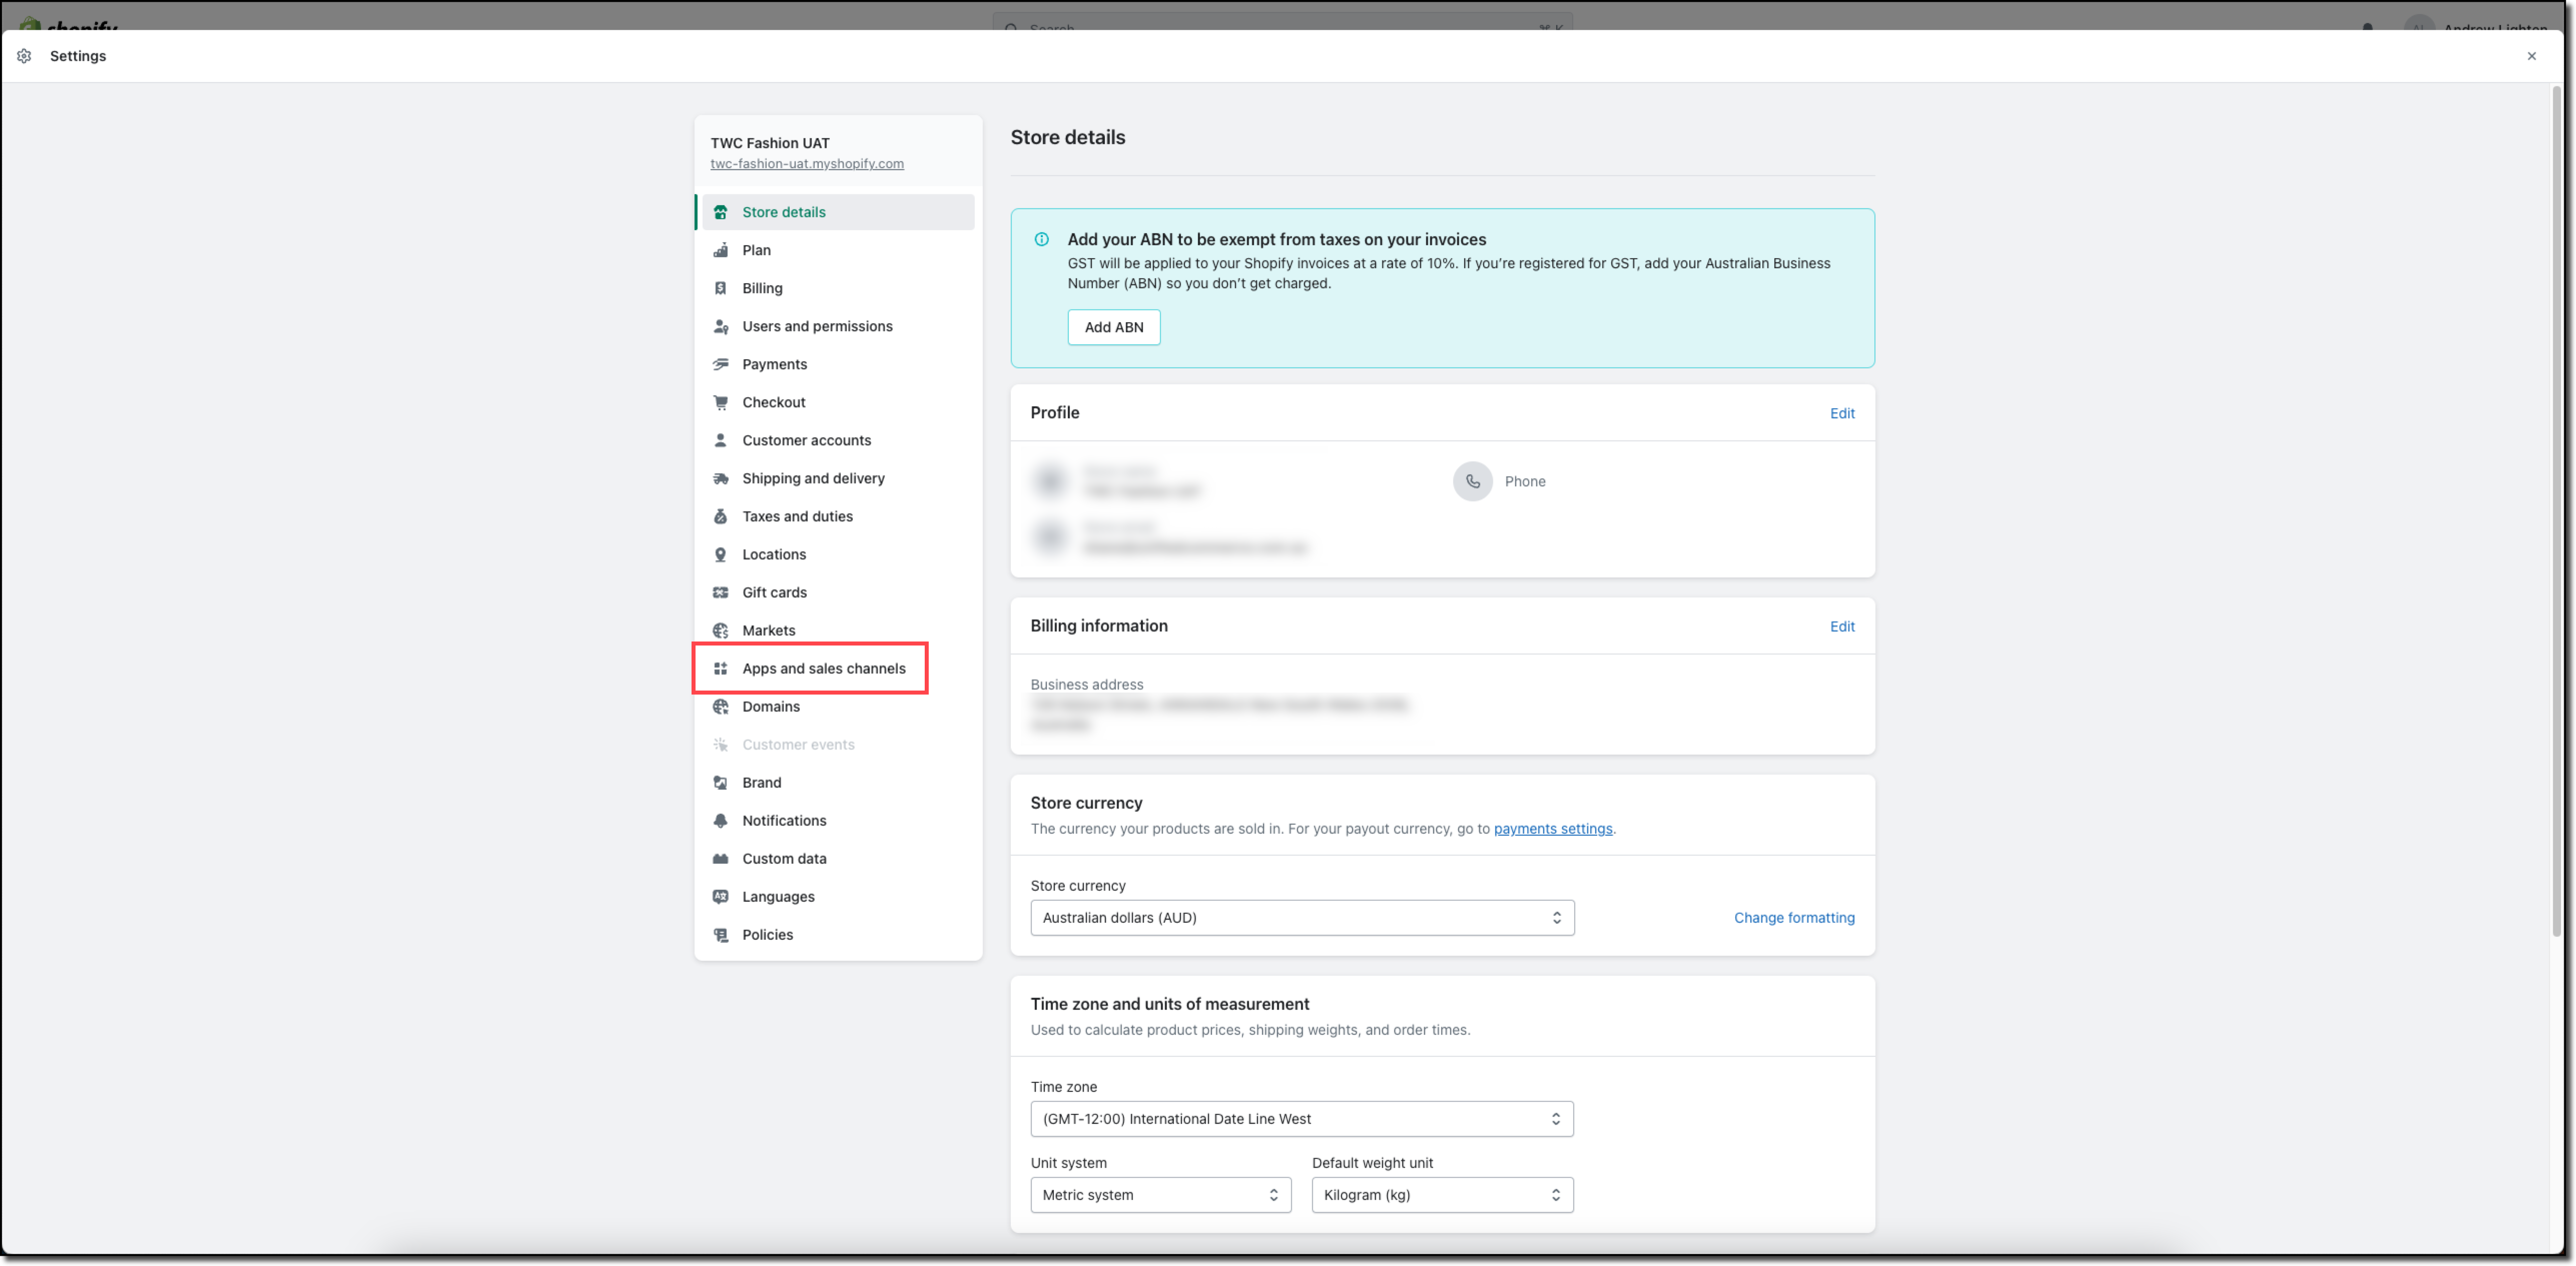 shopify
Search
⌘ K
Andrew Lighton
Settings
TWC Fashion UAT
twc-fashion-uat.myshopify.com
Store details
Plan
Billing
Users and permissions
Payments
Checkout
Customer accounts
Shipping and delivery
Taxes and duties
Locations
Gift cards
Markets
Apps and sales channels
Domains
Customer events
Brand
Notifications
Custom data
Languages
Policies
Store details
Add your ABN to be exempt from taxes on your invoices
GST will be applied to your Shopify invoices at a rate of 10%. If you’re registered for GST, add your Australian Business
Number (ABN) so you don’t get charged.
Add ABN
Profile
Edit
Phone
Billing information
Edit
Business address
Store currency
The currency your products are sold in. For your payout currency, go to payments settings.
Store currency
Australian dollars (AUD)
Change formatting
Time zone and units of measurement
Used to calculate product prices, shipping weights, and order times.
Time zone
(GMT-12:00) International Date Line West
Unit system
Default weight unit
Metric system
Kilogram (kg)